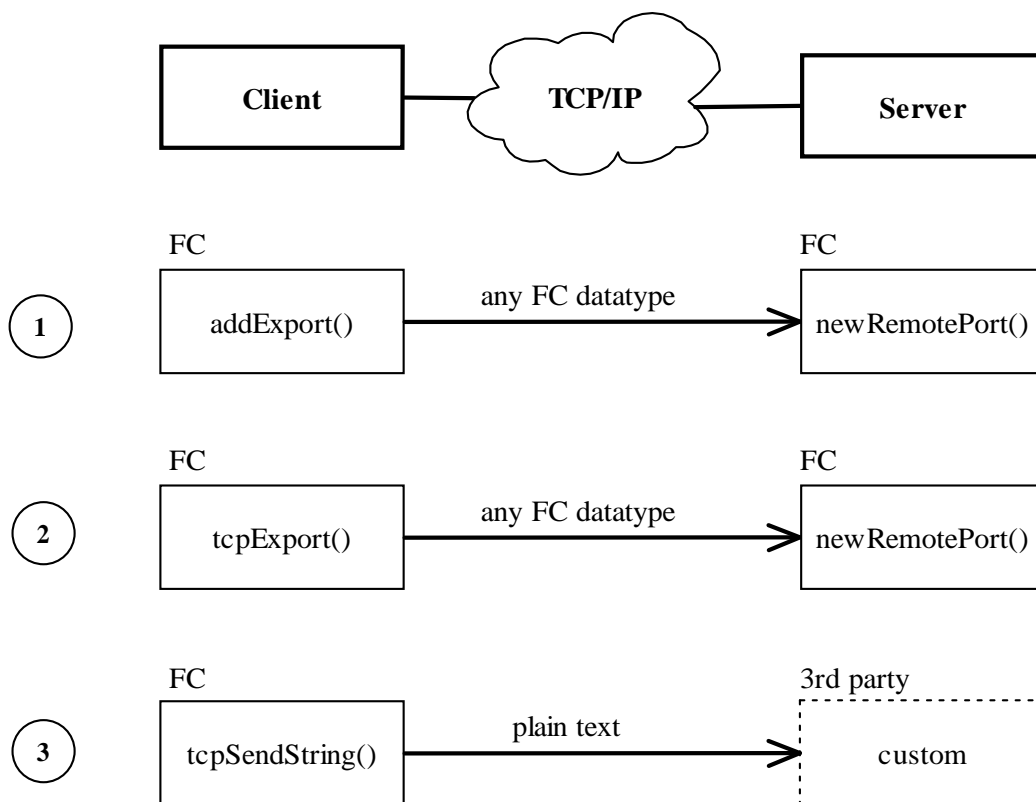 Client
TCP/IP
Server
FC
FC
1
addExport()
any FC datatype
newRemotePort()
FC
FC
2
tcpExport()
any FC datatype
newRemotePort()
FC
3rd party
3
tcpSendString()
plain text
custom